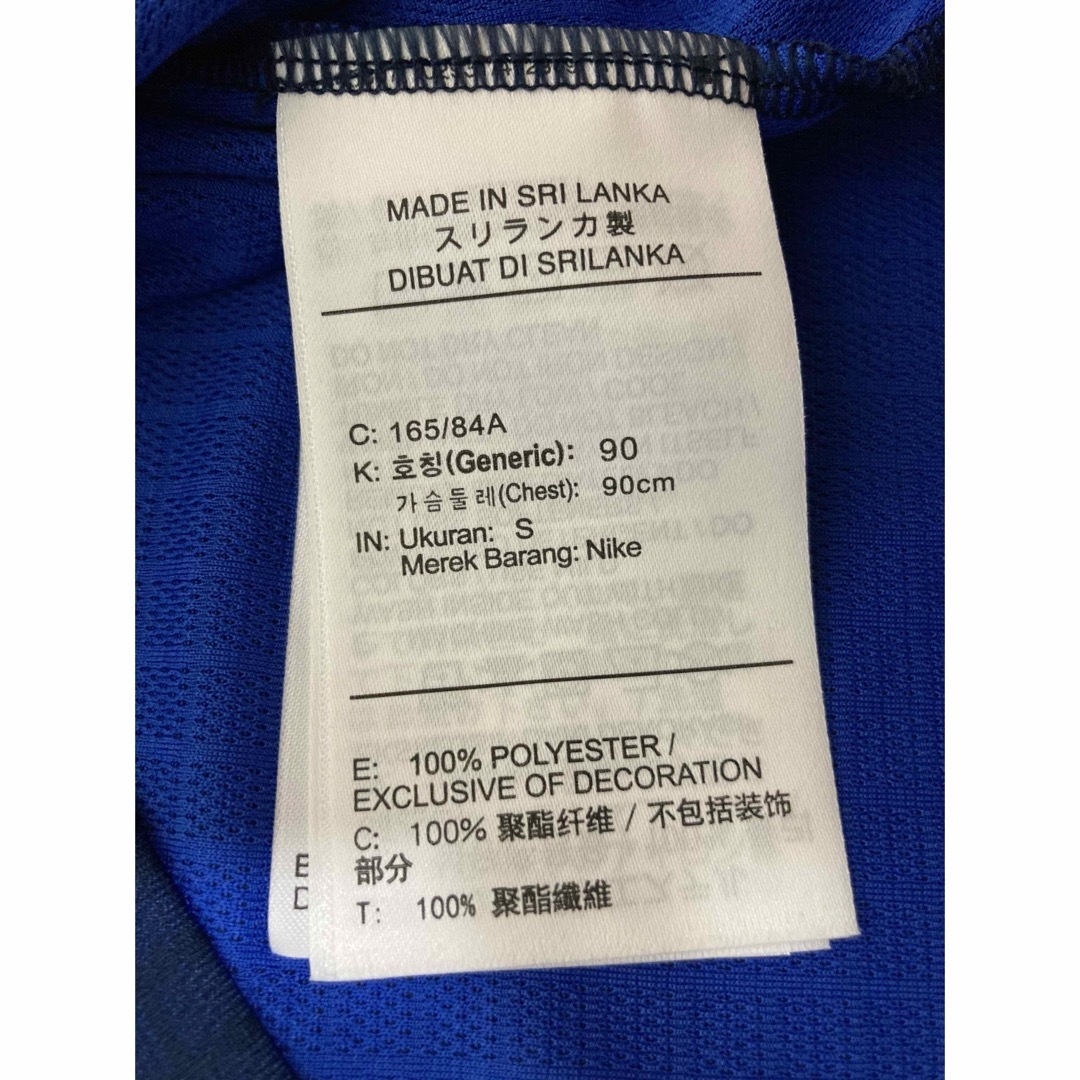 MADE IN SRI LANKA
スリランカ製
DIBUAT DI SRILANKA
C: 165/84A
K: 호칭(Generic): 90
가슴둘레(Chest): 90cm
IN: Ukuran: S
Merek Barang: Nike
E: 100% POLYESTER /
EXCLUSIVE OF DECORATION
C: 100% 聚酯纤维 / 不包括装饰
部分
T: 100% 聚酯纖維